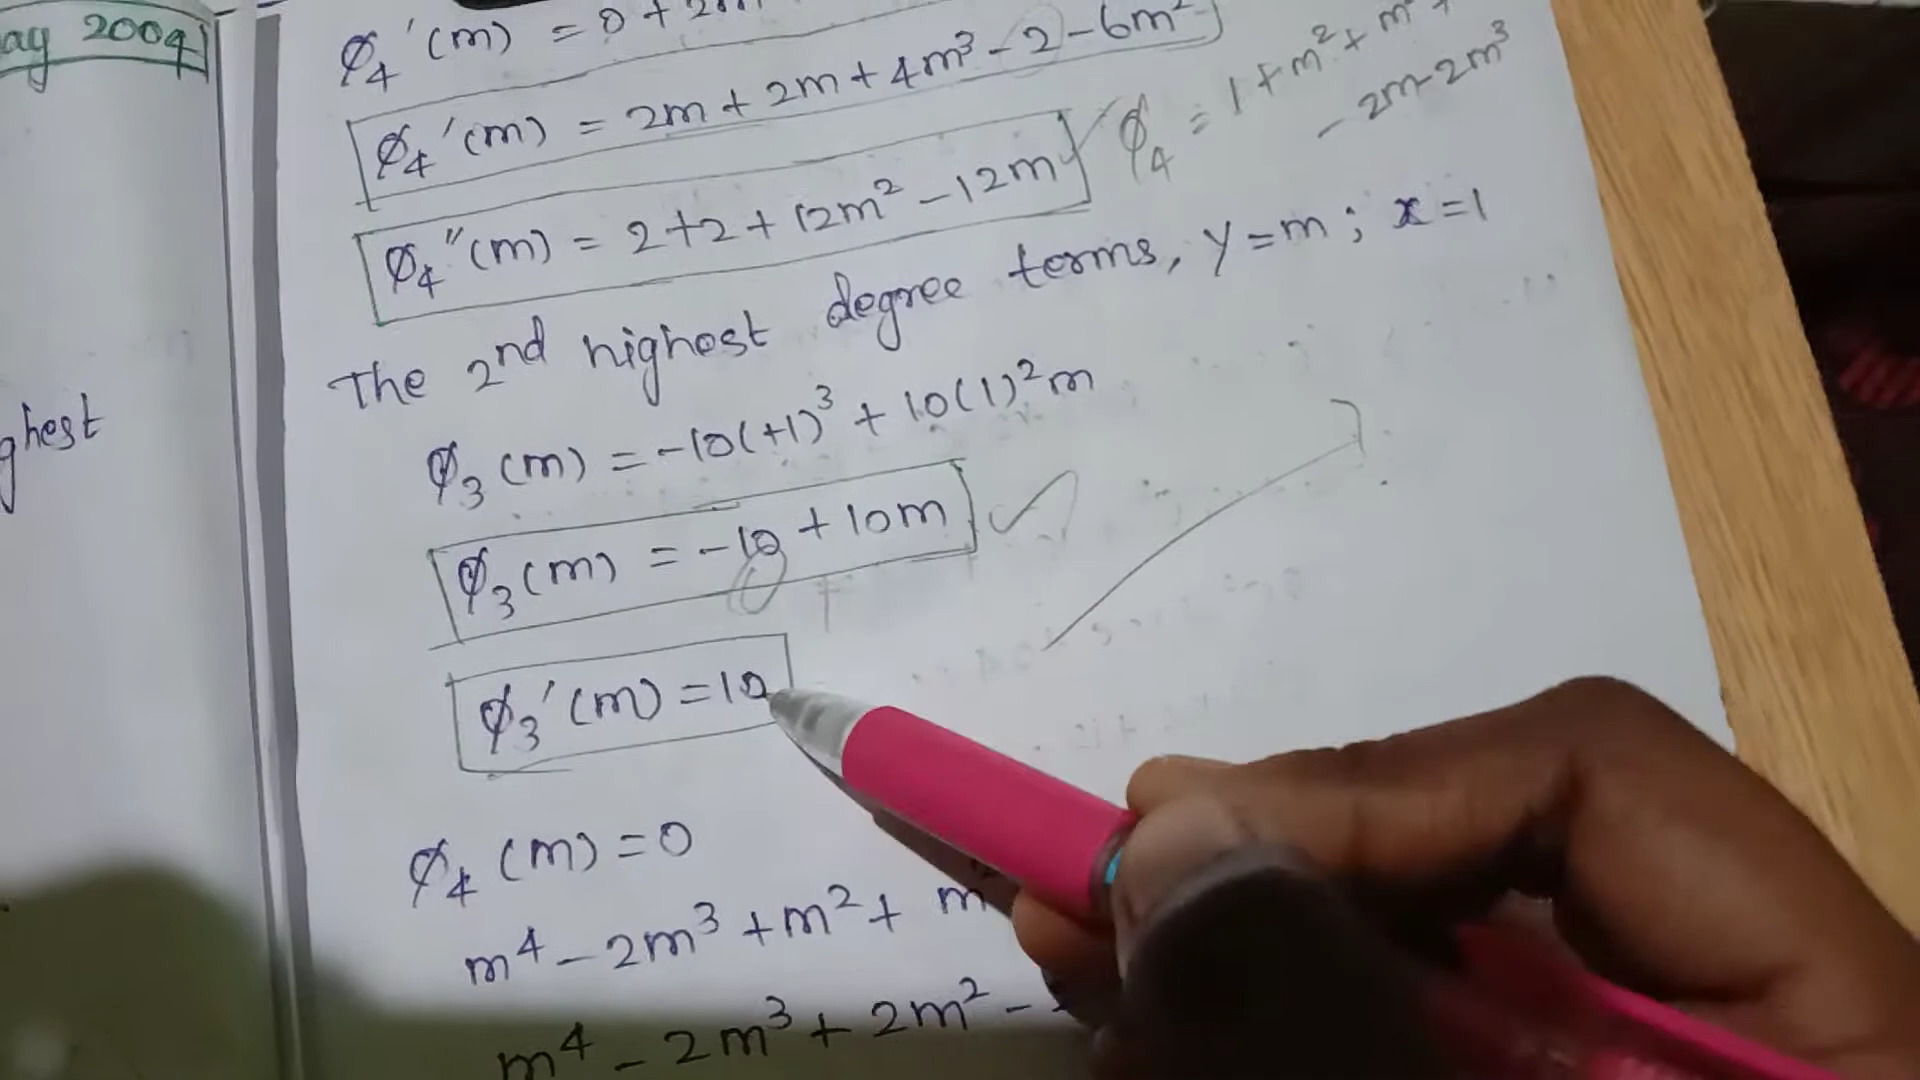 ay 2009
ghest
φ₄'(m) = 0 + 2m
φ₄'(m) = 2m + 2m + 4m³ - 2 - 6m²
φ₄ = 1 + m² + m
- 2m - 2m³
φ₄''(m) = 2+2 + 12m² - 12m
The 2nd highest degree terms, y = m ; x = 1
φ₃(m) = -10(+1)³ + 10(1)²m
φ₃(m) = -10 + 10m
φ₃'(m) = 10
φ₄(m) = 0
m⁴ - 2m³ + m² + m
m⁴ - 2m³ + 2m² -